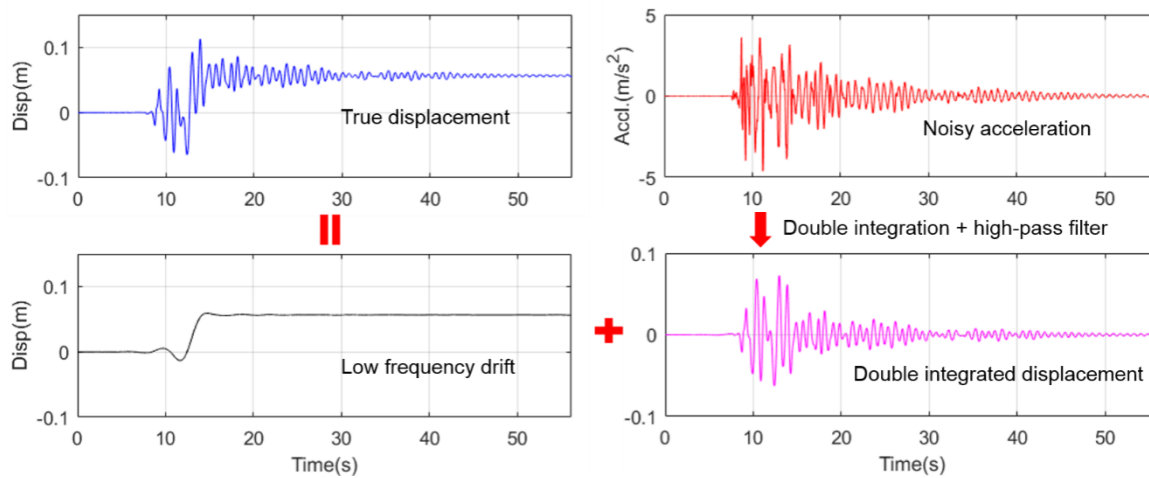 Disp(m)
0.1
0
-0.1
True displacement
0 10 20 30 40 50
Accl.(m/s²)
5
0
-5
Noisy acceleration
0 10 20 30 40 50
Double integration + high-pass filter
Disp(m)
0.1
0
-0.1
Low frequency drift
0 10 20 30 40 50
Time(s)
+
0.1
0
-0.1
Double integrated displacement
0 10 20 30 40 50
Time(s)